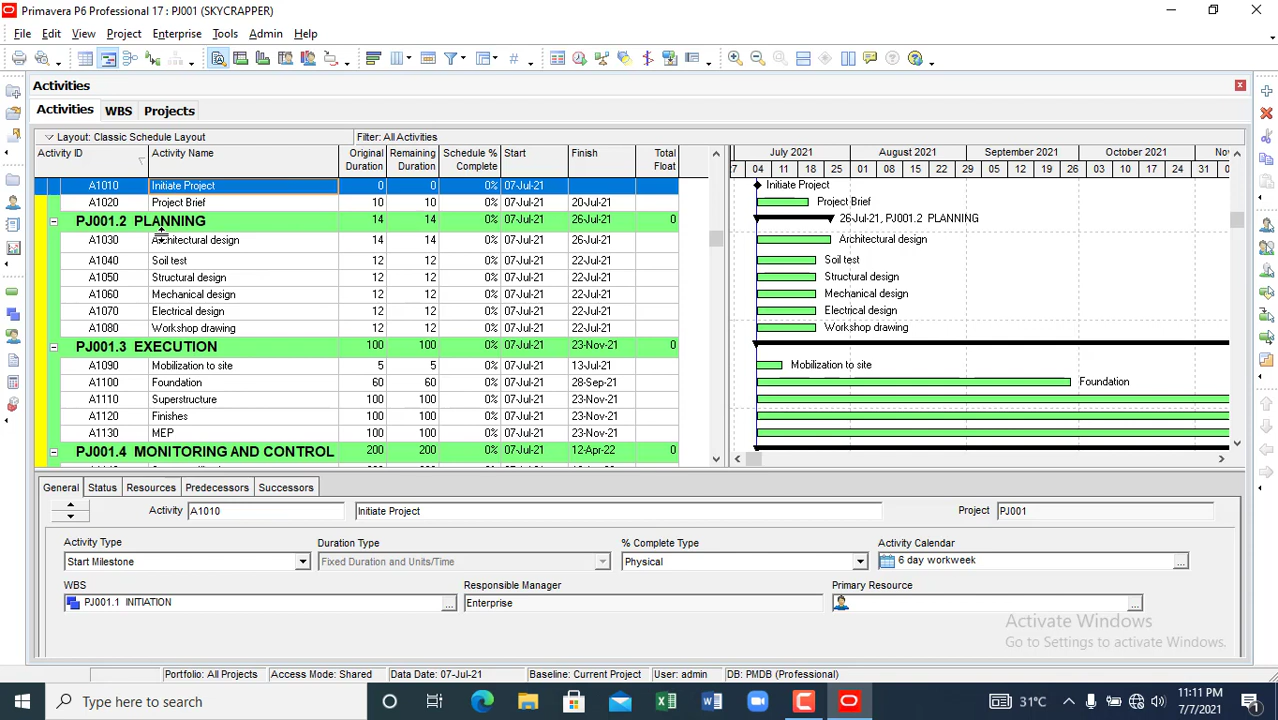 Primavera P6 Professional 17 : PJ001 (SKYCRAPPER)
File Edit View Project Enterprise Tools Admin Help
Activities
Activities WBS Projects
Layout: Classic Schedule Layout Filter: All Activities
Activity ID Activity Name Original Duration Remaining Duration Schedule % Complete Start Finish Total Float
July 2021 August 2021 September 2021 October 2021
27 04 11 18 25 01 08 15 22 29 05 12 19 26 03 10 17 24 31
A1010 Initiate Project 0 0 0% 07-Jul-21 Initiate Project
A1020 Project Brief 10 10 0% 07-Jul-21 20-Jul-21 Project Brief
PJ001.2 PLANNING 14 14 07-Jul-21 26-Jul-21 0 26-Jul-21, PJ001.2 PLANNING
A1030 Architectural design 14 14 0% 07-Jul-21 26-Jul-21 Architectural design
A1040 Soil test 12 12 0% 07-Jul-21 22-Jul-21 Soil test
A1050 Structural design 12 12 0% 07-Jul-21 22-Jul-21 Structural design
A1060 Mechanical design 12 12 0% 07-Jul-21 22-Jul-21 Mechanical design
A1070 Electrical design 12 12 0% 07-Jul-21 22-Jul-21 Electrical design
A1080 Workshop drawing 12 12 0% 07-Jul-21 22-Jul-21 Workshop drawing
PJ001.3 EXECUTION 100 100 07-Jul-21 23-Nov-21 0
A1090 Mobilization to site 5 5 0% 07-Jul-21 13-Jul-21 Mobilization to site
A1100 Foundation 60 60 0% 07-Jul-21 28-Sep-21 Foundation
A1110 Superstructure 100 100 0% 07-Jul-21 23-Nov-21
A1120 Finishes 100 100 0% 07-Jul-21 23-Nov-21
A1130 MEP 100 100 0% 07-Jul-21 23-Nov-21
PJ001.4 MONITORING AND CONTROL 200 200 07-Jul-21 12-Apr-22 0
General Status Resources Predecessors Successors
Activity A1010 Initiate Project Project PJ001
Activity Type Duration Type % Complete Type Activity Calendar
Start Milestone Fixed Duration and Units/Time Physical 6 day workweek
WBS Responsible Manager Primary Resource
PJ001.1 INITIATION Enterprise
Activate Windows
Go to Settings to activate Windows.
Portfolio: All Projects Access Mode: Shared Data Date: 07-Jul-21 Baseline: Current Project User: admin DB: PMDB (Professional)
Type here to search 31°C 11:11 PM
7/7/2021